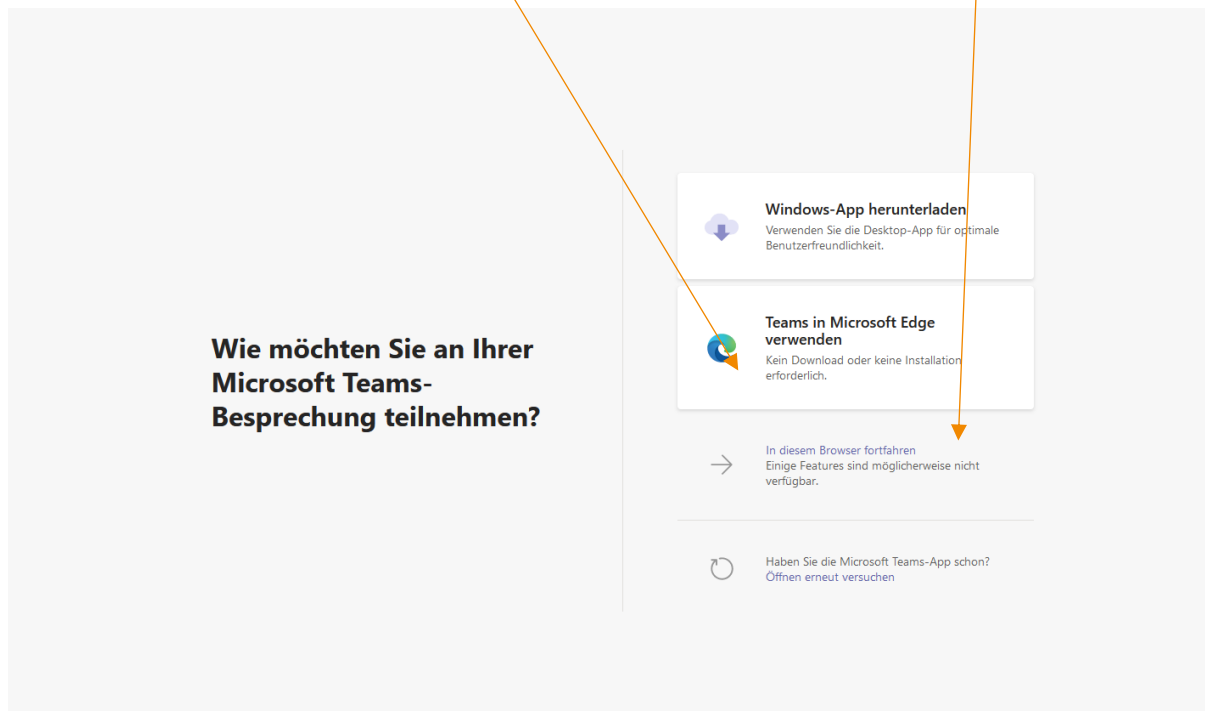 Wie möchten Sie an Ihrer
Microsoft Teams-
Besprechung teilnehmen?
Windows-App herunterladen
Verwenden Sie die Desktop-App für optimale
Benutzerfreundlichkeit.
Teams in Microsoft Edge
verwenden
Kein Download oder keine Installation
erforderlich.
In diesem Browser fortfahren
Einige Features sind möglicherweise nicht
verfügbar.
Haben Sie die Microsoft Teams-App schon?
Öffnen erneut versuchen